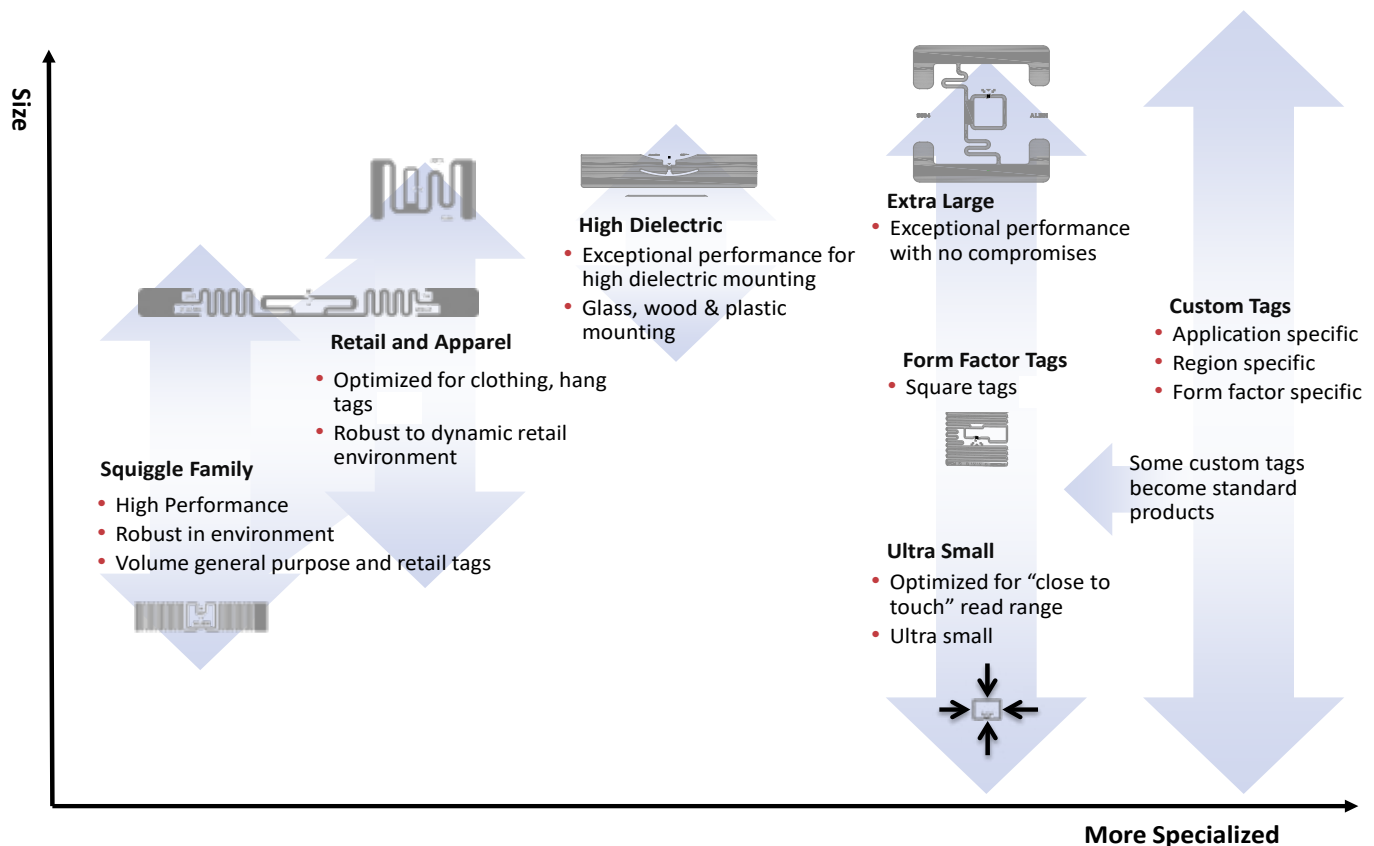 Size
Squiggle Family
• High Performance
• Robust in environment
• Volume general purpose and retail tags
Retail and Apparel
• Optimized for clothing, hang
tags
• Robust to dynamic retail
environment
High Dielectric
• Exceptional performance for
high dielectric mounting
• Glass, wood & plastic
mounting
Extra Large
• Exceptional performance
with no compromises
Form Factor Tags
• Square tags
Ultra Small
• Optimized for “close to
touch” read range
• Ultra small
Custom Tags
• Application specific
• Region specific
• Form factor specific
Some custom tags
become standard
products
More Specialized